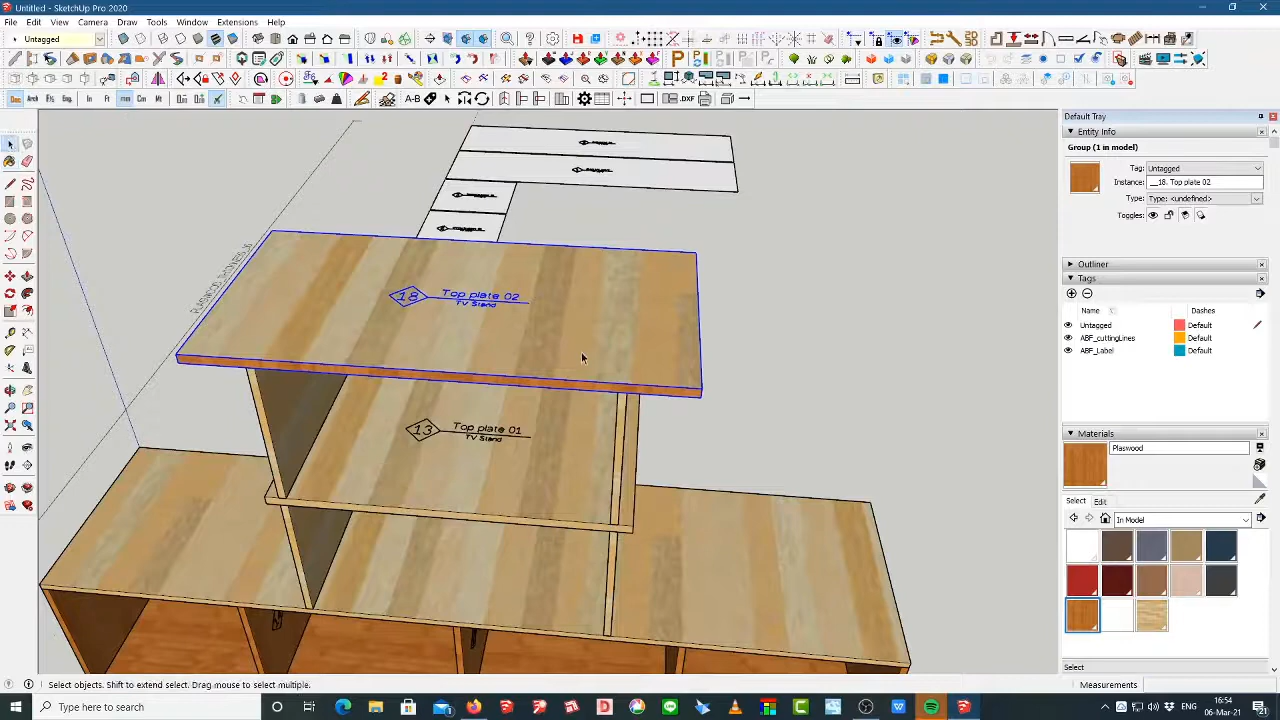 Untitled - SketchUp Pro 2020
File Edit View Camera Draw Tools Window Extensions Help
Untagged
A-B
.DXF
18 Top plate 02
TV Stand
13 Top plate 01
TV Stand
Default Tray
Entity Info
Group (1 in model)
Tag: Untagged
Instance: __18. Top plate 02
Type: Type: <undefined>
Toggles:
Outliner
Tags
Name Dashes
Untagged Default
ABF_cuttingLines Default
ABF_Label Default
Materials
Plaswood
Select Edit
In Model
Select
Select objects. Shift to extend select. Drag mouse to select multiple.
Measurements
Type here to search
ENG
16:54
06-Mar-21